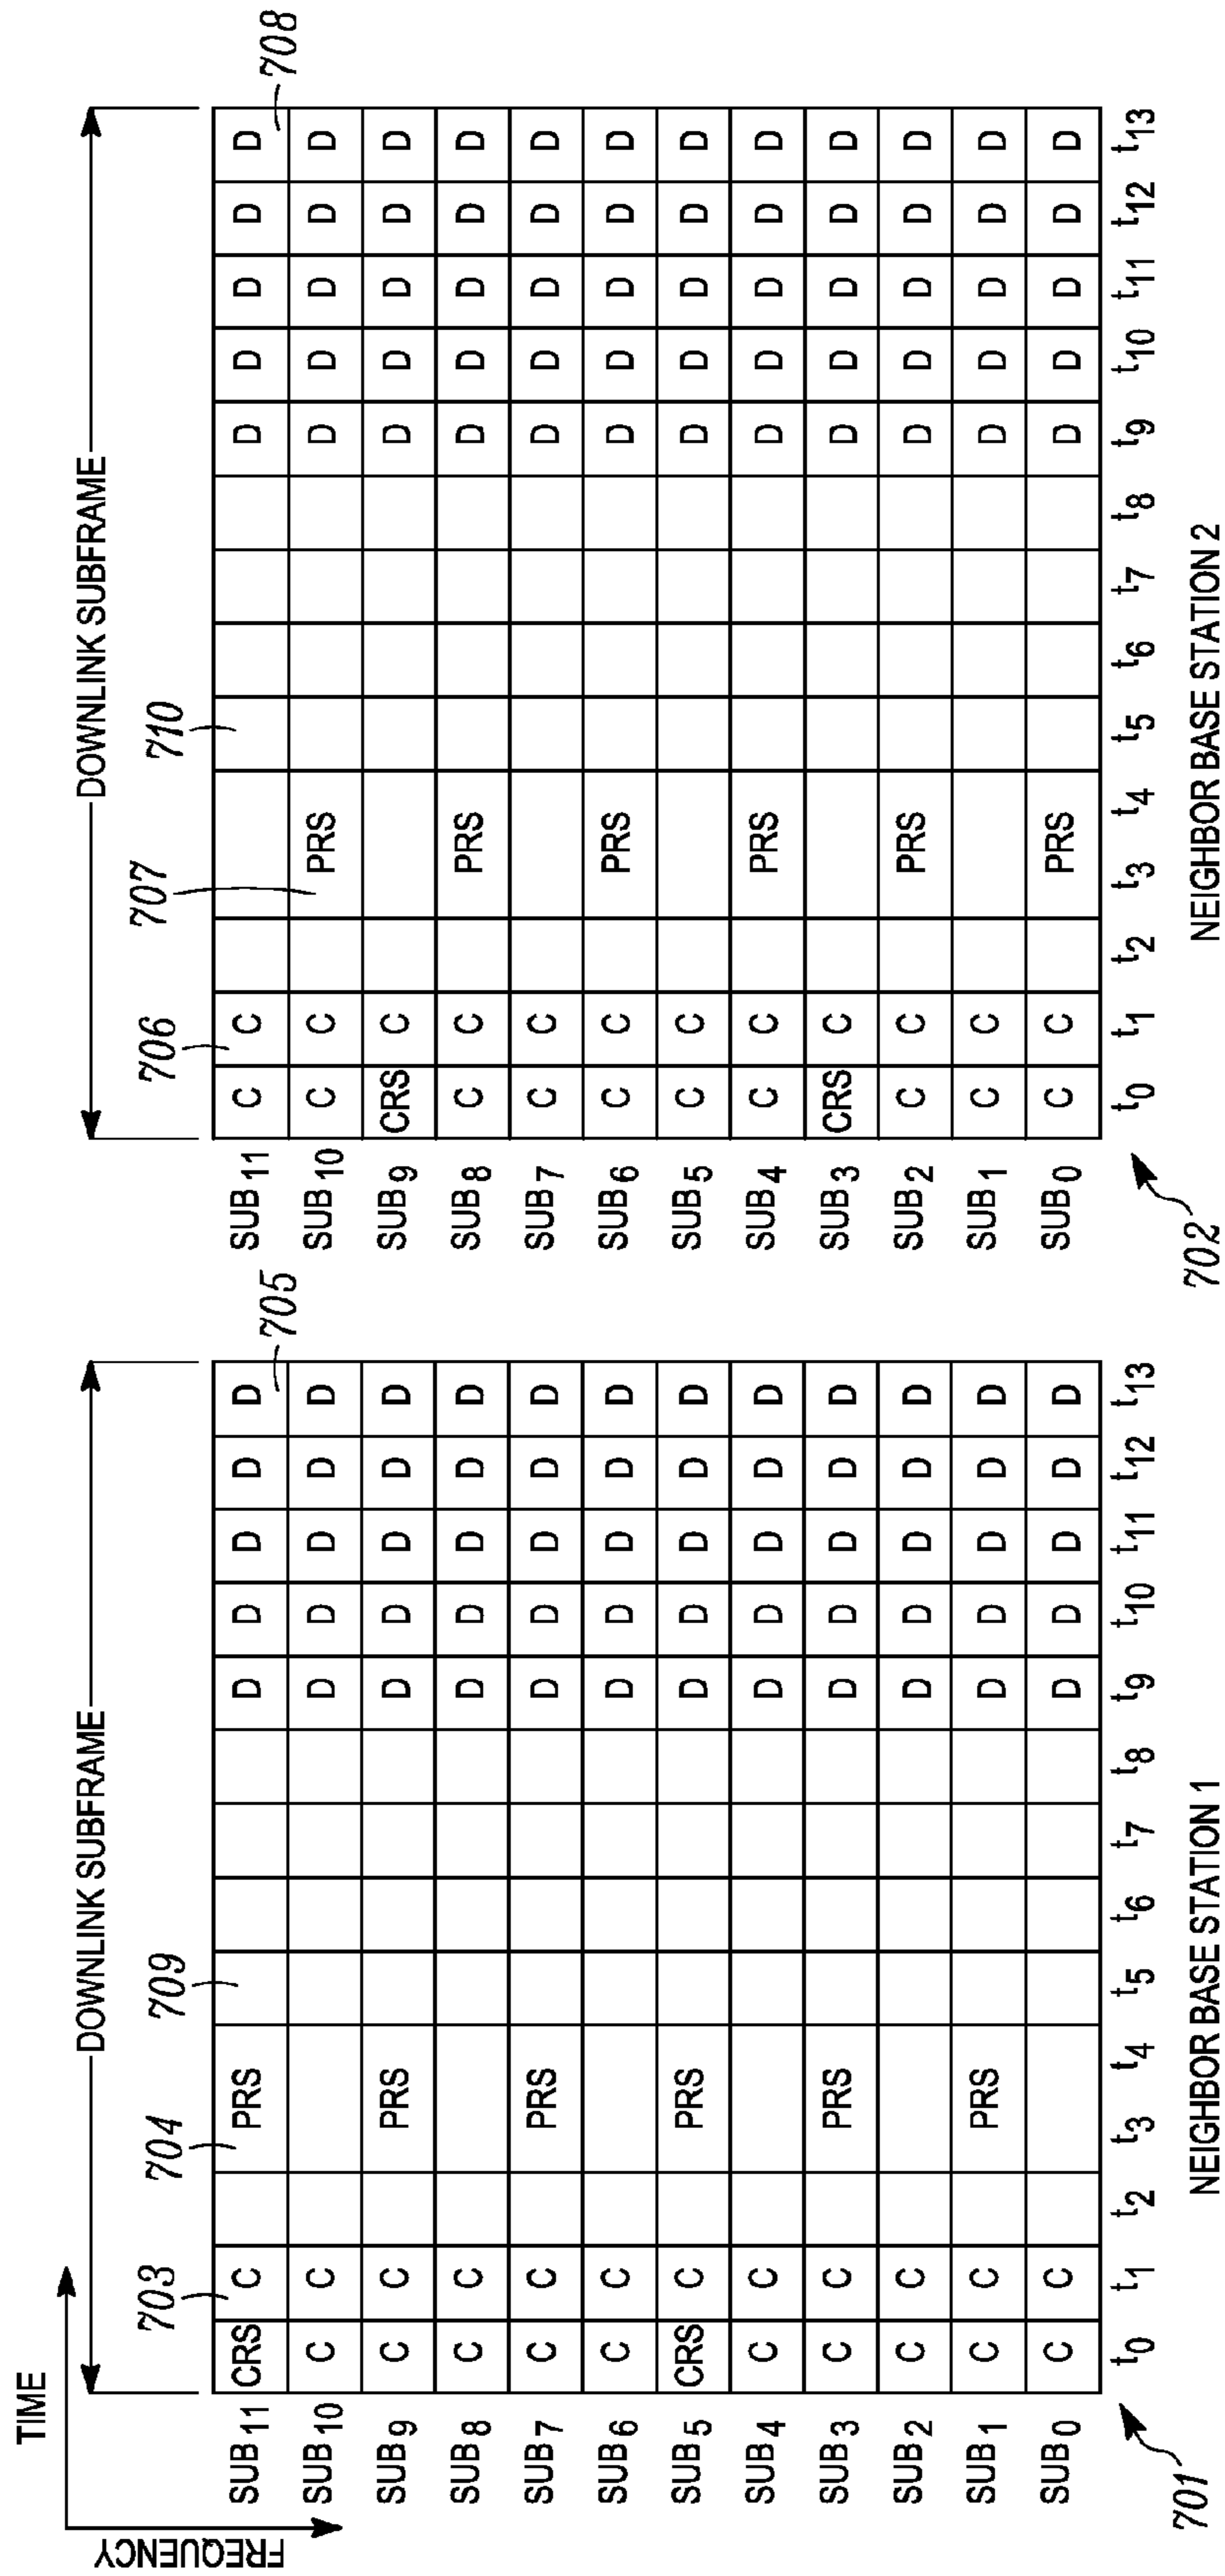 TIME
FREQUENCY
DOWNLINK SUBFRAME
703 704 709 705
SUB11 CRS C PRS D D D D D
SUB10 C C D D D D D
SUB9 C C PRS D D D D D
SUB8 C C D D D D D
SUB7 C C PRS D D D D D
SUB6 C C D D D D D
SUB5 CRS C PRS D D D D D
SUB4 C C D D D D D
SUB3 C C PRS D D D D D
SUB2 C C D D D D D
SUB1 C C PRS D D D D D
SUB0 C C D D D D D
t0 t1 t2 t3 t4 t5 t6 t7 t8 t9 t10 t11 t12 t13
701
NEIGHBOR BASE STATION 1
DOWNLINK SUBFRAME
706 707 710 708
SUB11 C C D D D D D
SUB10 C C PRS D D D D D
SUB9 CRS C D D D D D
SUB8 C C PRS D D D D D
SUB7 C C D D D D D
SUB6 C C PRS D D D D D
SUB5 C C D D D D D
SUB4 C C PRS D D D D D
SUB3 CRS C D D D D D
SUB2 C C PRS D D D D D
SUB1 C C D D D D D
SUB0 C C PRS D D D D D
t0 t1 t2 t3 t4 t5 t6 t7 t8 t9 t10 t11 t12 t13
702
NEIGHBOR BASE STATION 2